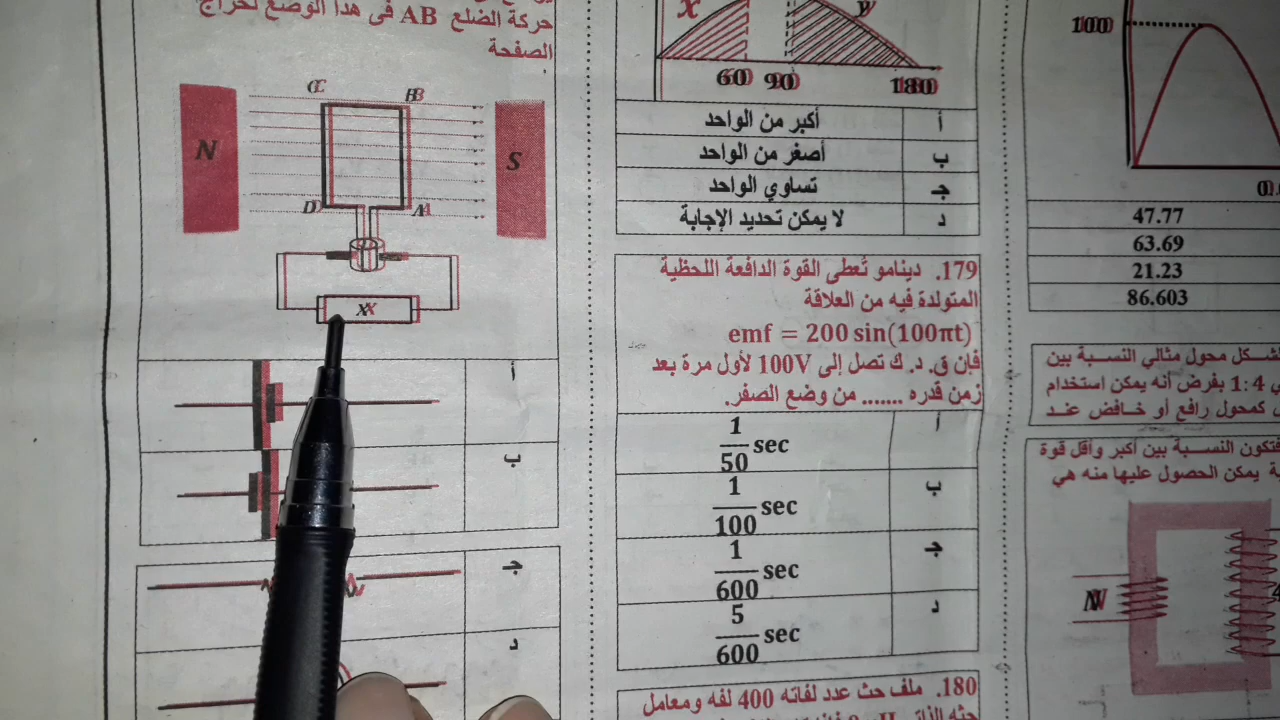 حركة الضلع AB فى هذا الوضع لخارج
الصفحة
C
B
N
S
D
A
X
أ
ب
جـ
د
x
y
60
90
180
أ أكبر من الواحد
ب أصغر من الواحد
جـ تساوي الواحد
د لا يمكن تحديد الإجابة
179. دينامو تُعطى القوة الدافعة اللحظية
المتولدة فيه من العلاقة
emf = 200 sin(100πt)
فإن ق. د. ك تصل إلى 100V لأول مرة بعد
زمن قدره ....... من وضع الصفر.
أ 1/50 sec
ب 1/100 sec
جـ 1/600 sec
د 5/600 sec
180. ملف حث عدد لفاته 400 لفه ومعامل
100
47.77
63.69
21.23
86.603
محول مثالي النسبة بين
1:4 بفرض أنه يمكن استخدام
كمحول رافع أو خافض عند
فتكون النسبة بين أكبر وأقل قوة
يمكن الحصول عليها منه هي
N